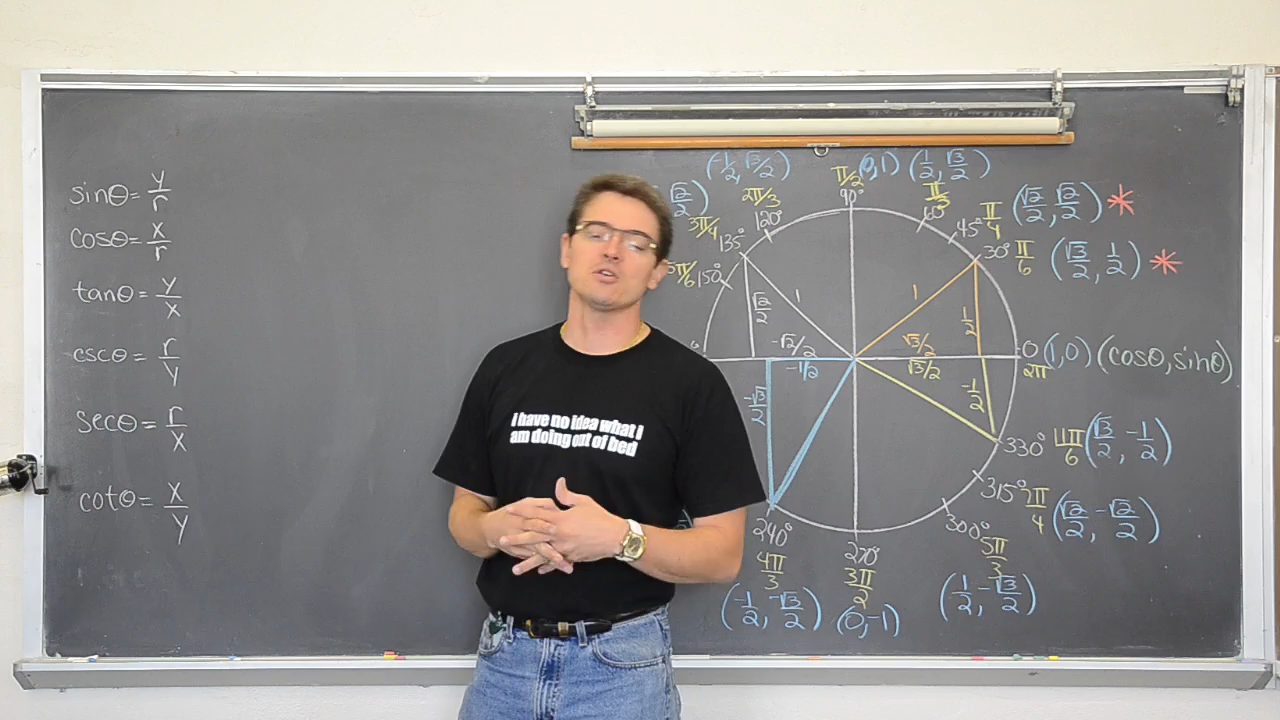 sinθ = y/r
cosθ = x/r
tanθ = y/x
cscθ = r/y
secθ = r/x
cotθ = x/y
i have no idea what i
am doing out of bed
(-1/2, √3/2)
2π/3
120°
√2/2)
3π/4
135°
5π/6 150°
π/2
90°
(0,1)
(1/2, √3/2)
π/3
60°
45° π/4 (√2/2, √2/2) *
30° π/6 (√3/2, 1/2) *
0 (1,0) (cosθ, sinθ)
2π
1
√2/2
-√2/2
1
1/2
√3/2
-1/2
-√3/2
√3/2
-1/2
330° 11π/6 (√3/2, -1/2)
315° 7π/4 (√2/2, -√2/2)
300°
5π/3
(1/2, -√3/2)
270°
3π/2
(0,-1)
240°
4π/3
(-1/2, -√3/2)